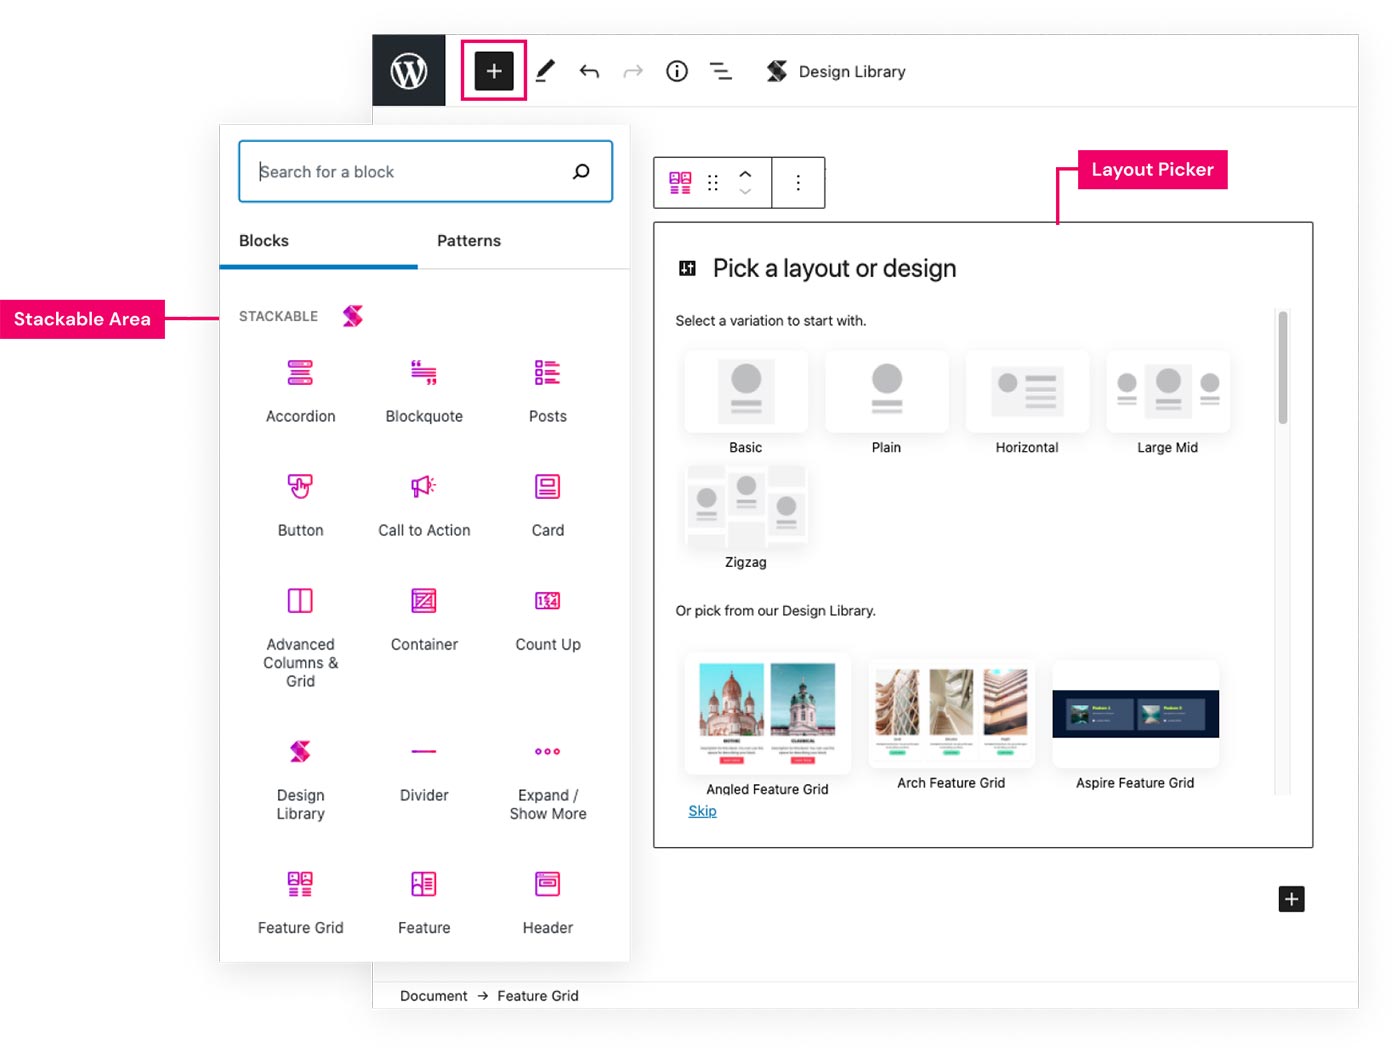 Design Library
Search for a block
Layout Picker
Blocks
Patterns
Pick a layout or design
Stackable Area
STACKABLE
Select a variation to start with.
Accordion
Blockquote
Posts
Basic
Plain
Horizontal
Large Mid
Button
Call to Action
Card
Zigzag
Or pick from our Design Library.
Advanced
Columns &
Grid
Container
Count Up
GOTHIC
CLASSICAL
Angled Feature Grid
Arch Feature Grid
Aspire Feature Grid
Skip
Design
Library
Divider
Expand /
Show More
Feature Grid
Feature
Header
Document → Feature Grid